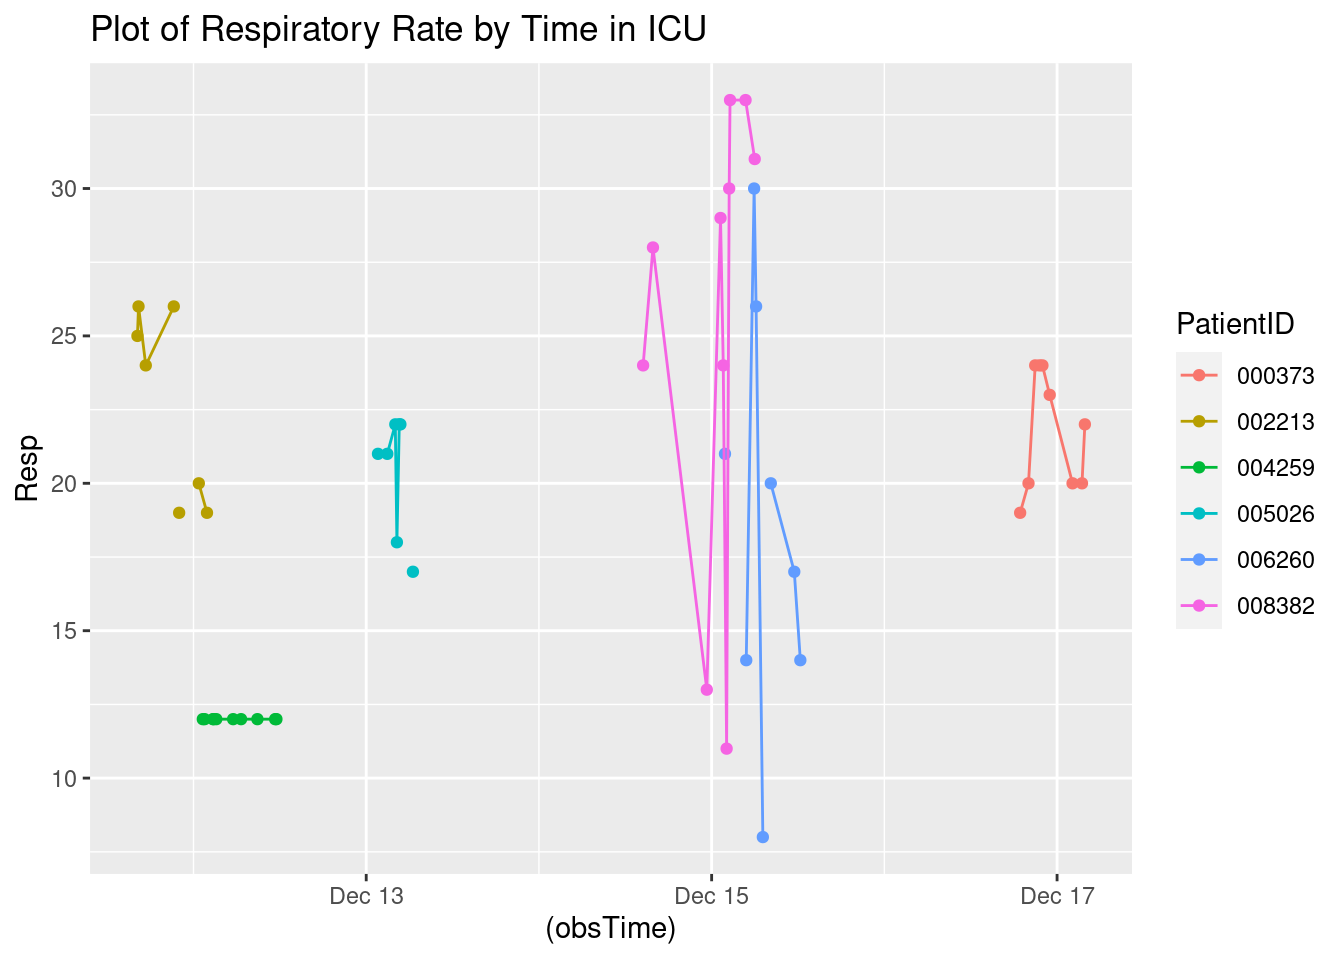 Plot of Respiratory Rate by Time in ICU
30
25
20
15
10
Resp
Dec 13
Dec 15
Dec 17
(obsTime)
PatientID
000373
002213
004259
005026
006260
008382